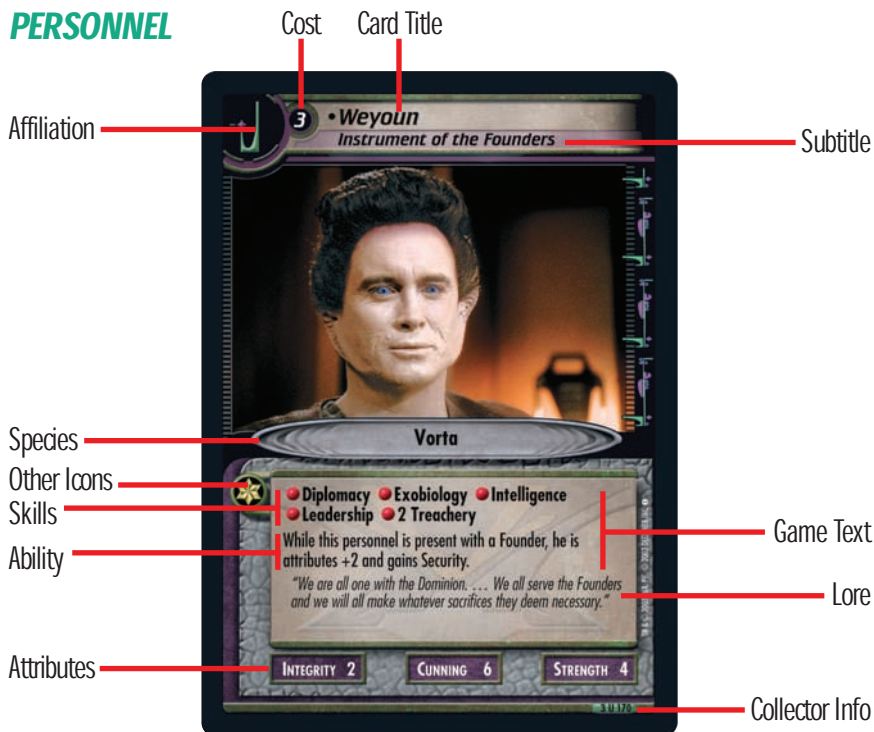 PERSONNEL
Cost
Card Title
Affiliation
3
•Weyoun
Instrument of the Founders
Subtitle
Species
Vorta
Other Icons
Skills
Diplomacy Exobiology Intelligence
Leadership 2 Treachery
Game Text
Ability
While this personnel is present with a Founder, he is
attributes +2 and gains Security.
"We are all one with the Dominion. … We all serve the Founders
and we will all make whatever sacrifices they deem necessary."
Lore
Attributes
INTEGRITY 2
CUNNING 6
STRENGTH 4
3 U 170
Collector Info